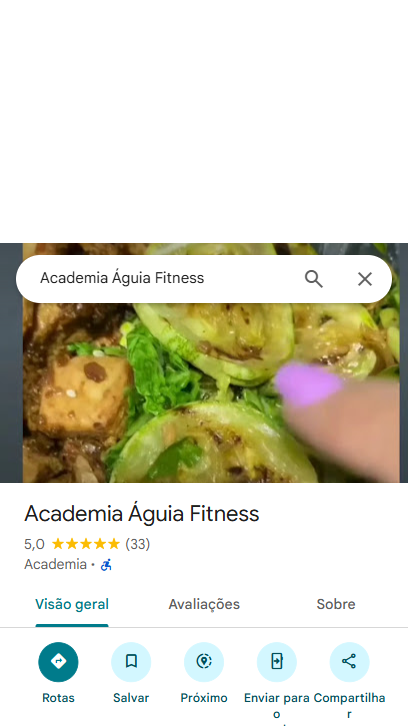 Academia Águia Fitness
Academia Águia Fitness
5,0 ★★★★★ (33)
Academia ·
Visão geral Avaliações Sobre
Rotas Salvar Próximo Enviar para o Compartilhar